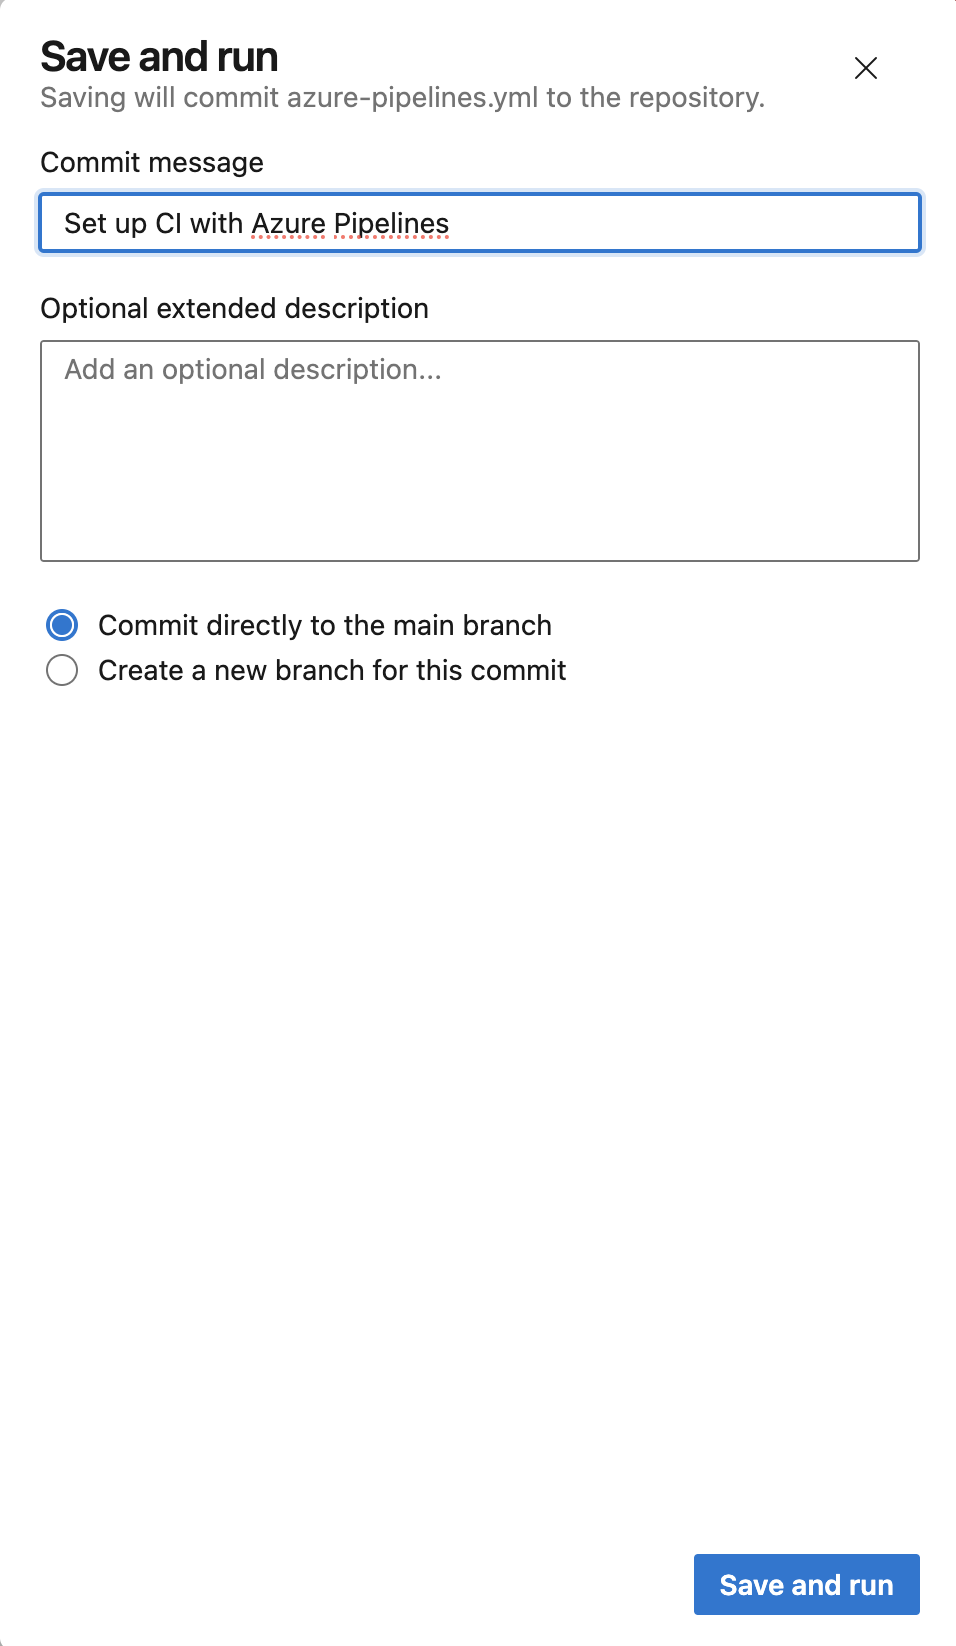 Save and run
Saving will commit azure-pipelines.yml to the repository.
Commit message
Set up CI with Azure Pipelines
Optional extended description
Add an optional description...
Commit directly to the main branch
Create a new branch for this commit
Save and run